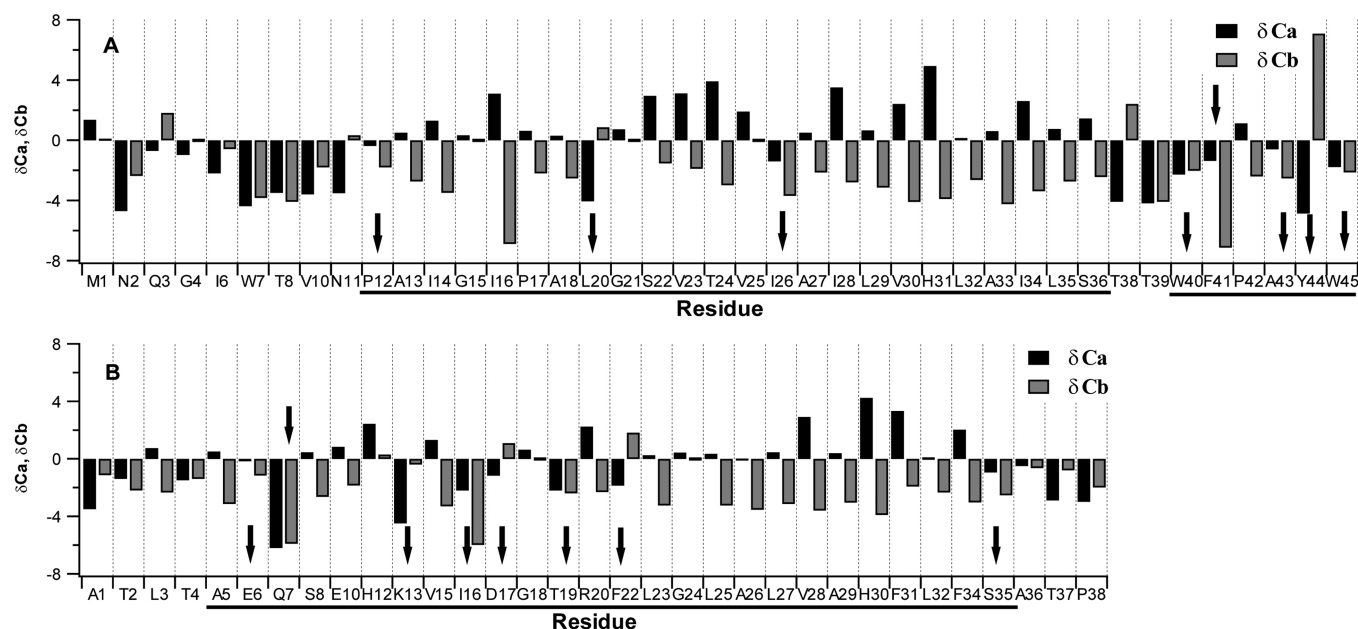 A
δCa
δCb
δCa, δCb
8
4
0
-4
-8
M1 N2 Q3 G4 I6 W7 T8 V10 N11 P12 A13 I14 G15 I16 P17 A18 L20 G21 S22 V23 T24 V25 I26 A27 I28 L29 V30 H31 L32 A33 I34 L35 S36 T38 T39 W40 F41 P42 A43 Y44 W45
Residue
B
δCa
δCb
δCa, δCb
8
4
0
-4
-8
A1 T2 L3 T4 A5 E6 Q7 S8 E10 H12 K13 V15 I16 D17 G18 T19 R20 F22 L23 G24 L25 A26 L27 V28 A29 H30 F31 L32 F34 S35 A36 T37 P38
Residue